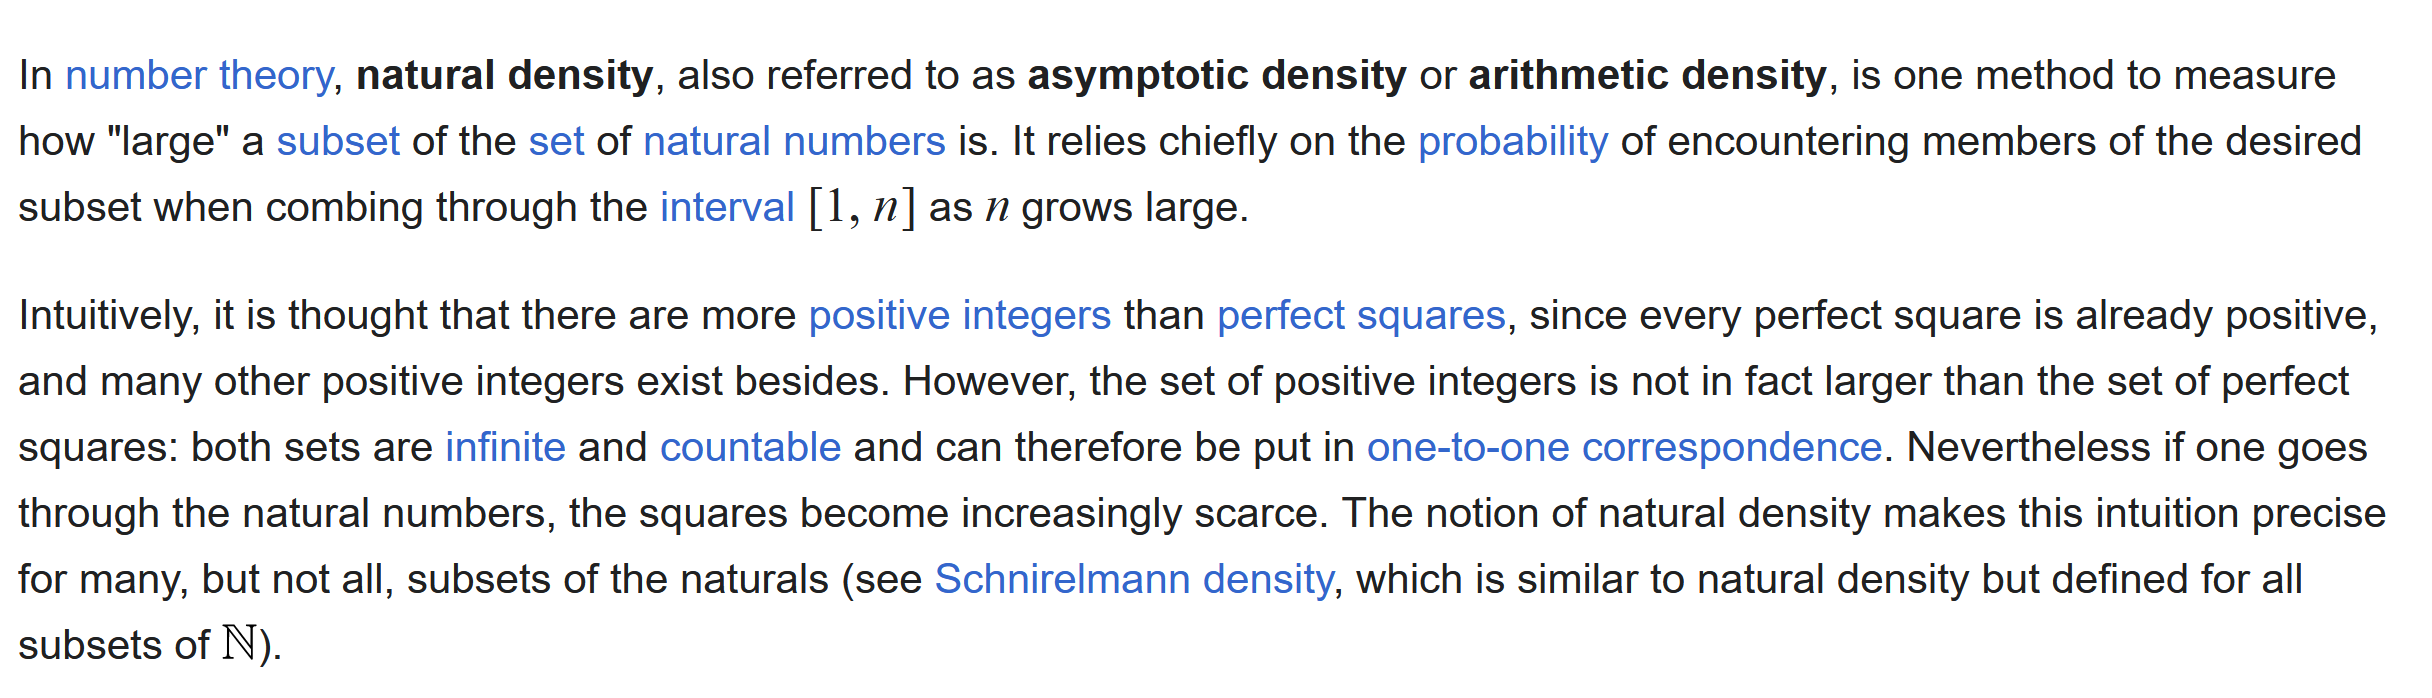 In number theory, natural density, also referred to as asymptotic density or arithmetic density, is one method to measure
how "large" a subset of the set of natural numbers is. It relies chiefly on the probability of encountering members of the desired
subset when combing through the interval [1, n] as n grows large.
Intuitively, it is thought that there are more positive integers than perfect squares, since every perfect square is already positive,
and many other positive integers exist besides. However, the set of positive integers is not in fact larger than the set of perfect
squares: both sets are infinite and countable and can therefore be put in one-to-one correspondence. Nevertheless if one goes
through the natural numbers, the squares become increasingly scarce. The notion of natural density makes this intuition precise
for many, but not all, subsets of the naturals (see Schnirelmann density, which is similar to natural density but defined for all
subsets of ℕ).